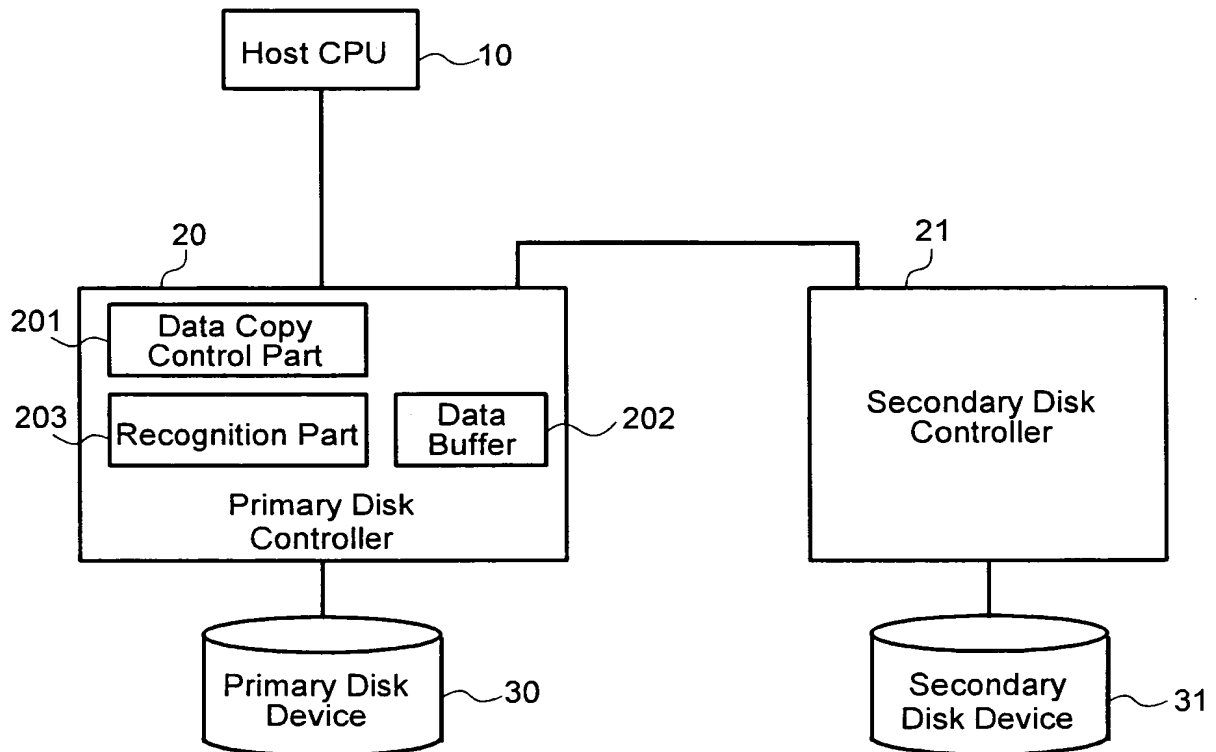 Host CPU
10
20
21
201
Data Copy
Control Part
203
Recognition Part
Data
Buffer
202
Primary Disk
Controller
Secondary Disk
Controller
Primary Disk
Device
30
Secondary
Disk Device
31